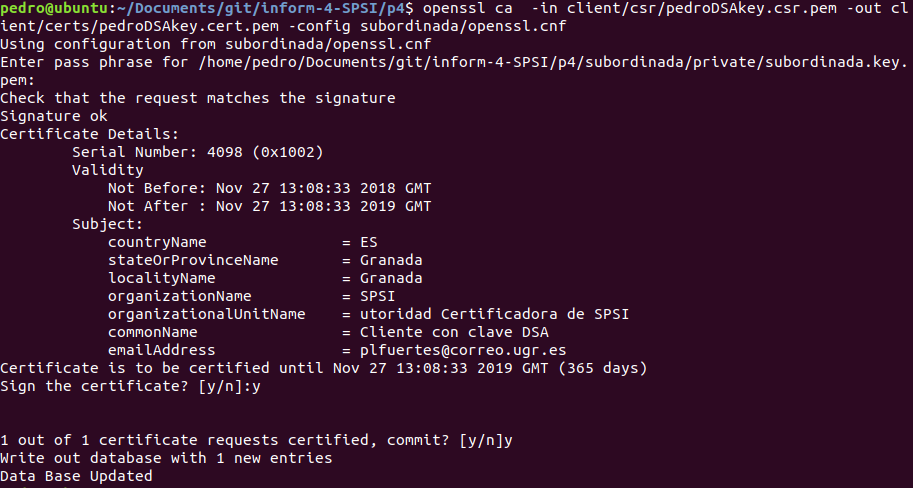 pedro@ubuntu:~/Documents/git/inform-4-SPSI/p4$ openssl ca  -in client/csr/pedroDSAkey.csr.pem -out cl
ient/certs/pedroDSAkey.cert.pem -config subordinada/openssl.cnf
Using configuration from subordinada/openssl.cnf
Enter pass phrase for /home/pedro/Documents/git/inform-4-SPSI/p4/subordinada/private/subordinada.key.
pem:
Check that the request matches the signature
Signature ok
Certificate Details:
        Serial Number: 4098 (0x1002)
        Validity
            Not Before: Nov 27 13:08:33 2018 GMT
            Not After : Nov 27 13:08:33 2019 GMT
        Subject:
            countryName               = ES
            stateOrProvinceName       = Granada
            localityName              = Granada
            organizationName          = SPSI
            organizationalUnitName    = utoridad Certificadora de SPSI
            commonName                = Cliente con clave DSA
            emailAddress              = plfuertes@correo.ugr.es
Certificate is to be certified until Nov 27 13:08:33 2019 GMT (365 days)
Sign the certificate? [y/n]:y
1 out of 1 certificate requests certified, commit? [y/n]y
Write out database with 1 new entries
Data Base Updated